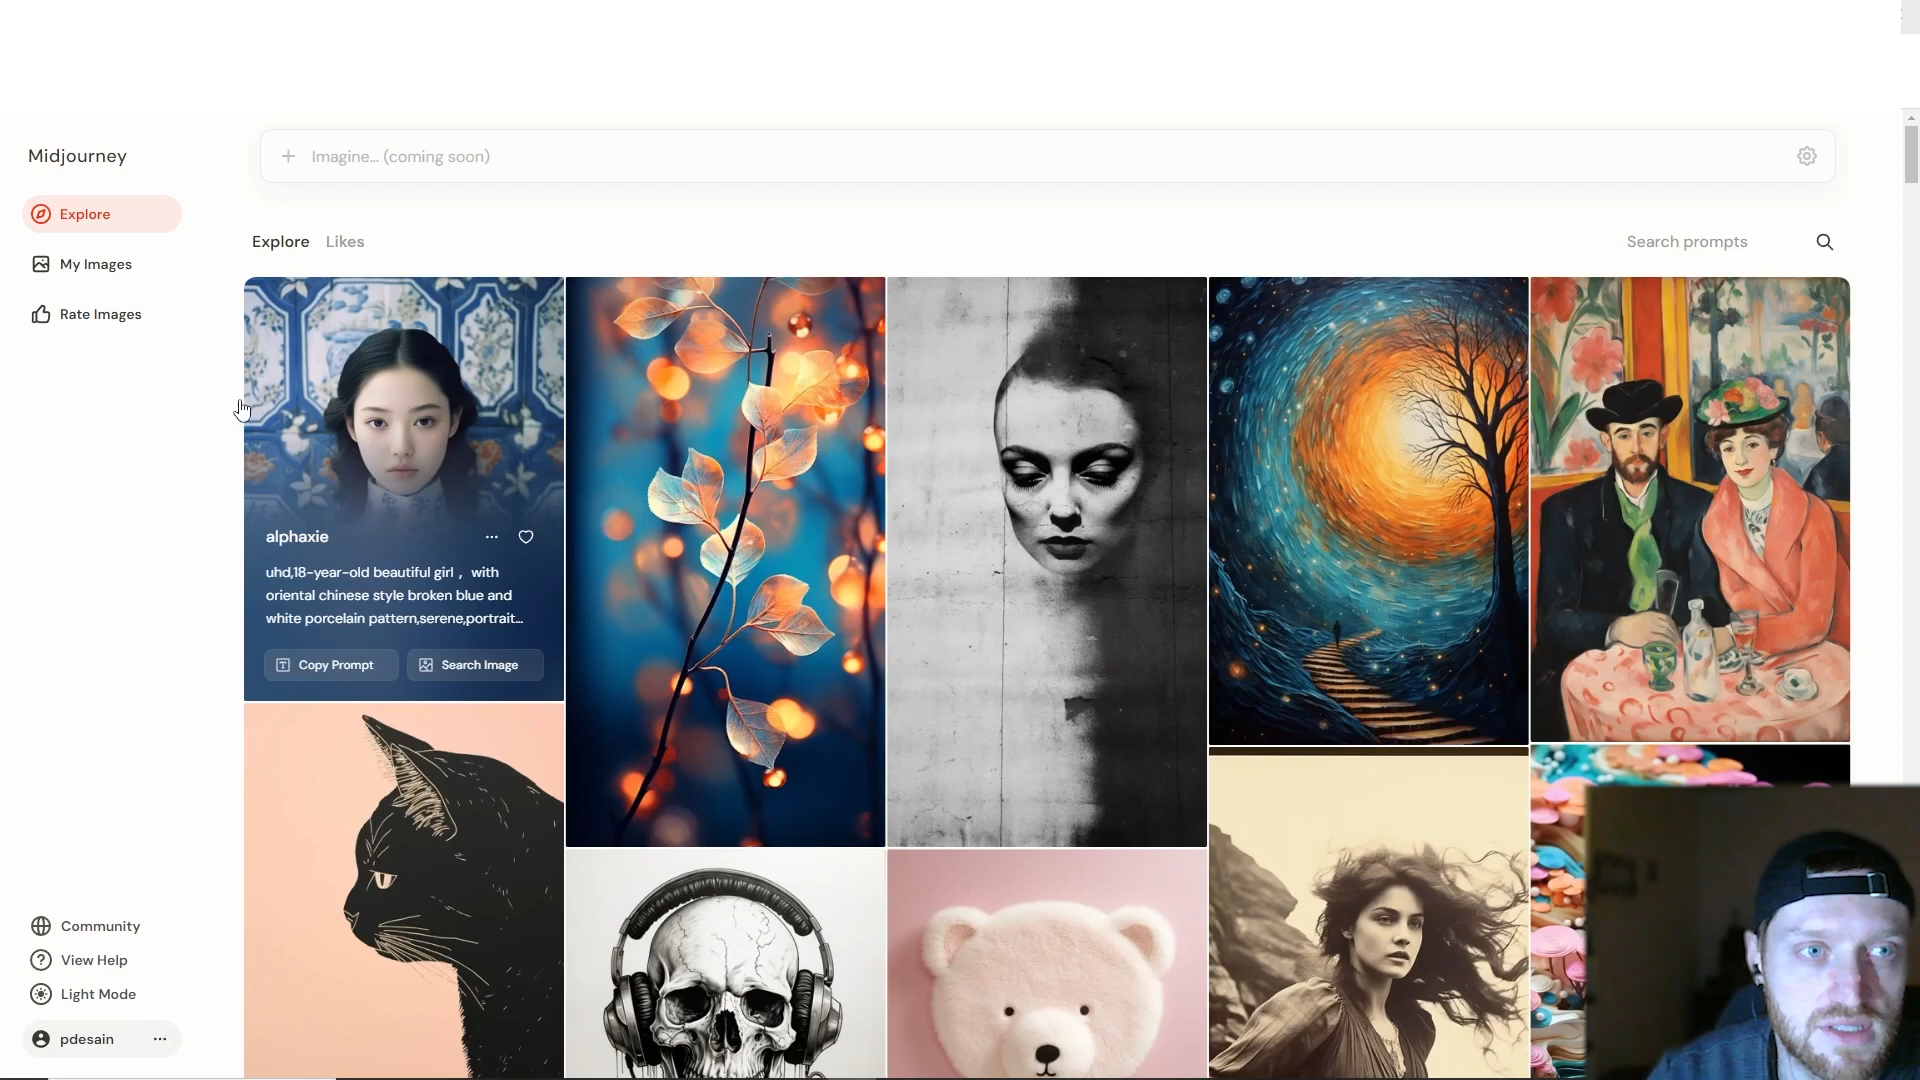 Midjourney
Imagine... (coming soon)
Explore
My Images
Rate Images
Explore Likes
Search prompts
alphaxie
uhd,18-year-old beautiful girl， with
oriental chinese style broken blue and
white porcelain pattern,serene,portrait...
Copy Prompt
Search Image
Community
View Help
Light Mode
pdesain